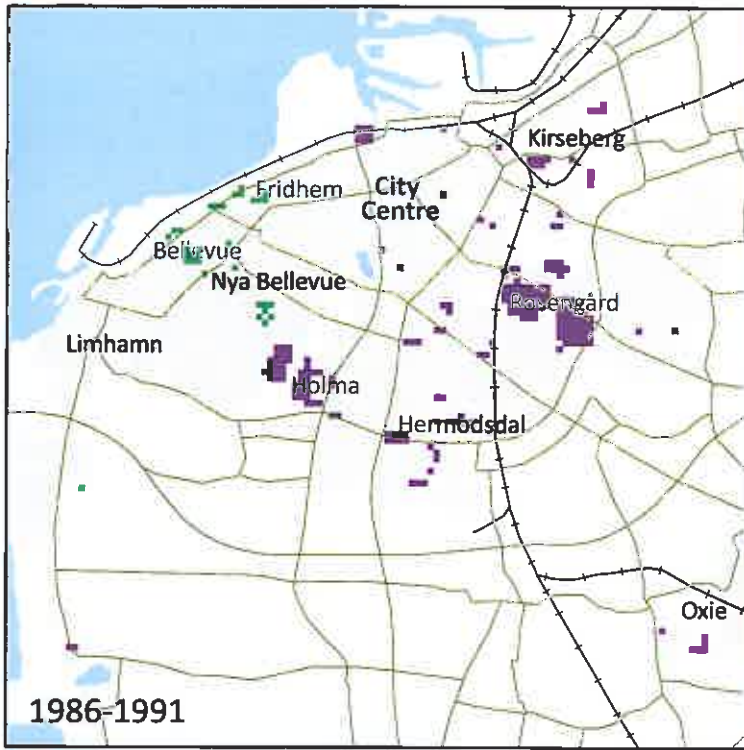 Kirseberg
Fridhem
City
Centre
Bellevue
Nya Bellevue
Rosengård
Limhamn
Holma
Hermodsdal
Oxie
1986-1991